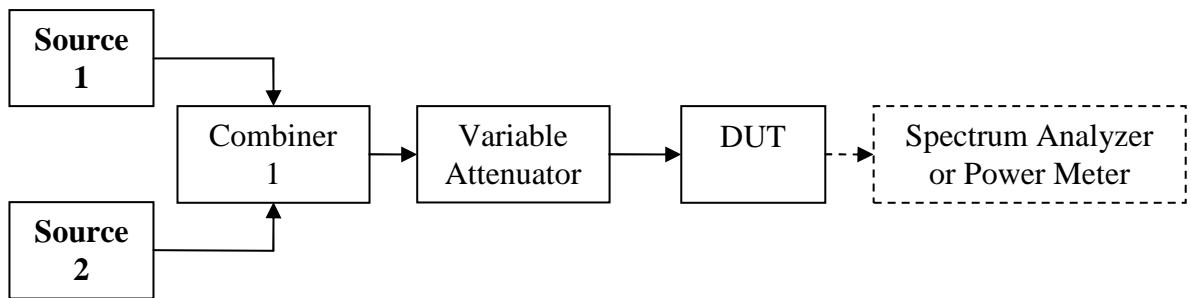 Source
1
Combiner
1
Variable
Attenuator
DUT
Spectrum Analyzer
or Power Meter
Source
2